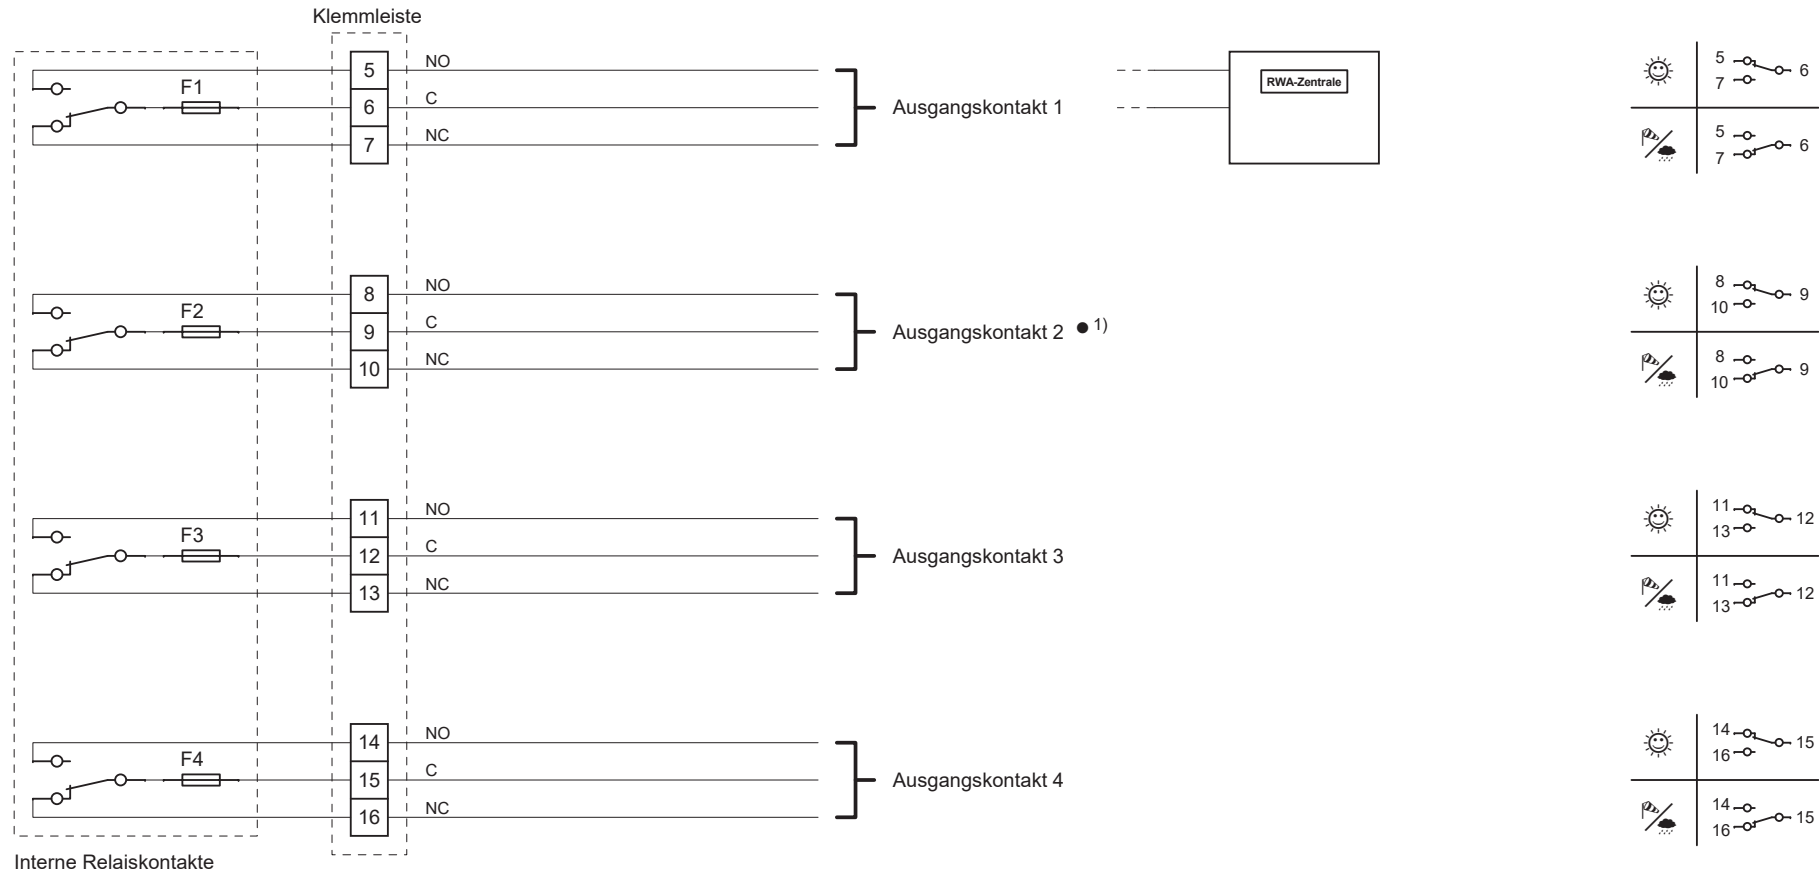 Klemmleiste
F1
5 NO
6 C
7 NC
Ausgangskontakt 1
RWA-Zentrale
5
7
6
5
7
6
F2
8 NO
9 C
10 NC
Ausgangskontakt 2 ● 1)
8
10
9
8
10
9
F3
11 NO
12 C
13 NC
Ausgangskontakt 3
11
13
12
11
13
12
F4
14 NO
15 C
16 NC
Ausgangskontakt 4
14
16
15
14
16
15
Interne Relaiskontakte